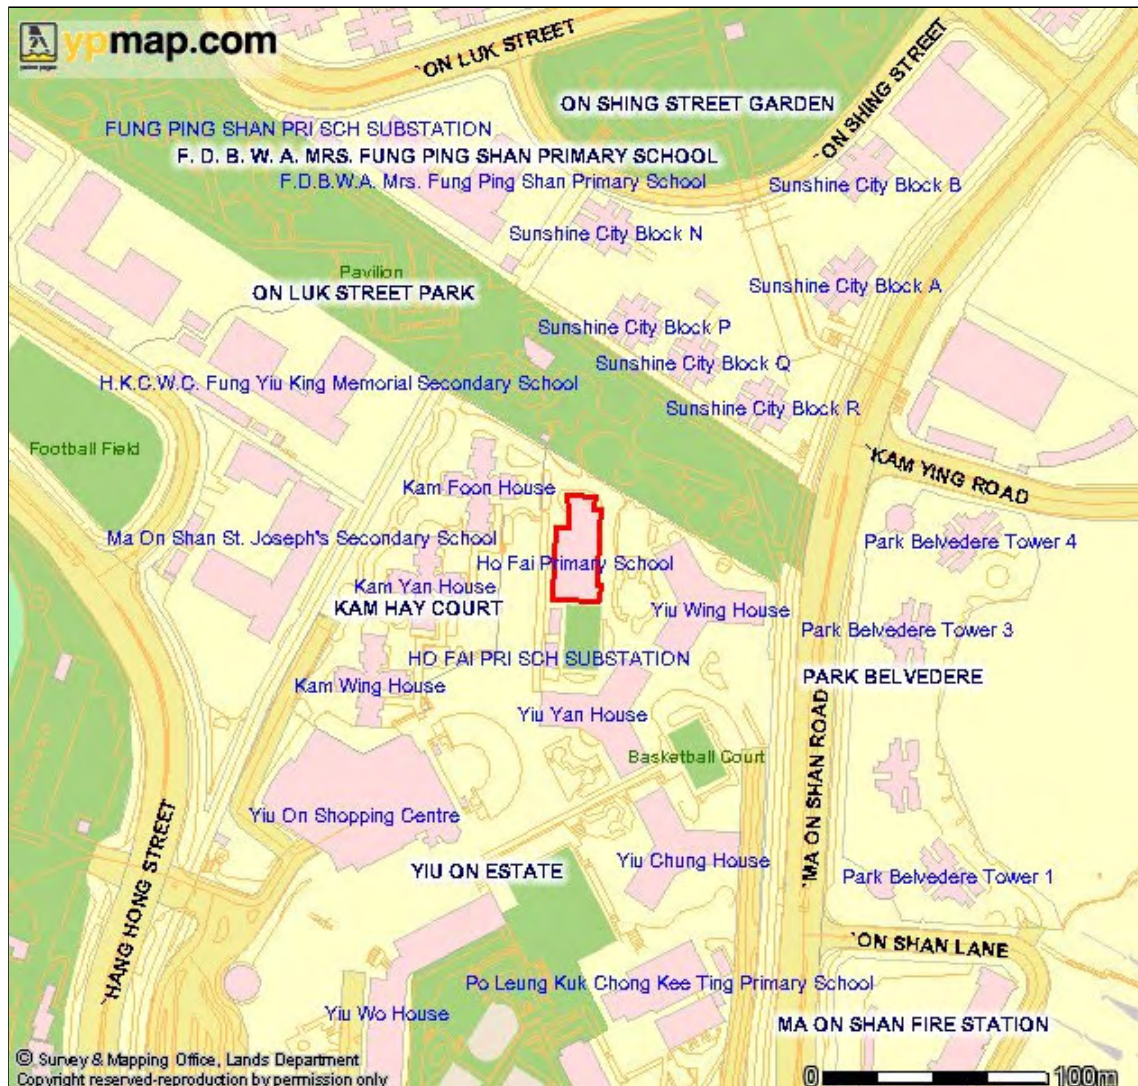 ypmap.com
yellow pages
`ON LUK STREET
ON SHING STREET GARDEN
`ON SHING STREET
FUNG PING SHAN PRI SCH SUBSTATION
F. D. B. W. A. MRS. FUNG PING SHAN PRIMARY SCHOOL
F.D.B.W.A. Mrs. Fung Ping Shan Primary School
Sunshine City Block B
Sunshine City Block N
Pavilion
ON LUK STREET PARK
Sunshine City Block A
Sunshine City Block P
Sunshine City Block Q
H.K.C.W.C. Fung Yiu King Memorial Secondary School
Sunshine City Block R
Football Field
`KAM YING ROAD
Kam Foon House
Ma On Shan St. Joseph's Secondary School
Park Belvedere Tower 4
Ho Fai Primary School
Kam Yan House
KAM HAY COURT
Yiu Wing House
Park Belvedere Tower 3
HO FAI PRI SCH SUBSTATION
PARK BELVEDERE
Kam Wing House
Yiu Yan House
Basketball Court
`MA ON SHAN ROAD
Yiu On Shopping Centre
`HANG HONG STREET
YIU ON ESTATE
Yiu Chung House
Park Belvedere Tower 1
`ON SHAN LANE
Po Leung Kuk Chong Kee Ting Primary School
Yiu Wo House
MA ON SHAN FIRE STATION
© Survey & Mapping Office, Lands Department
Copyright reserved-reproduction by permission only
0 100m